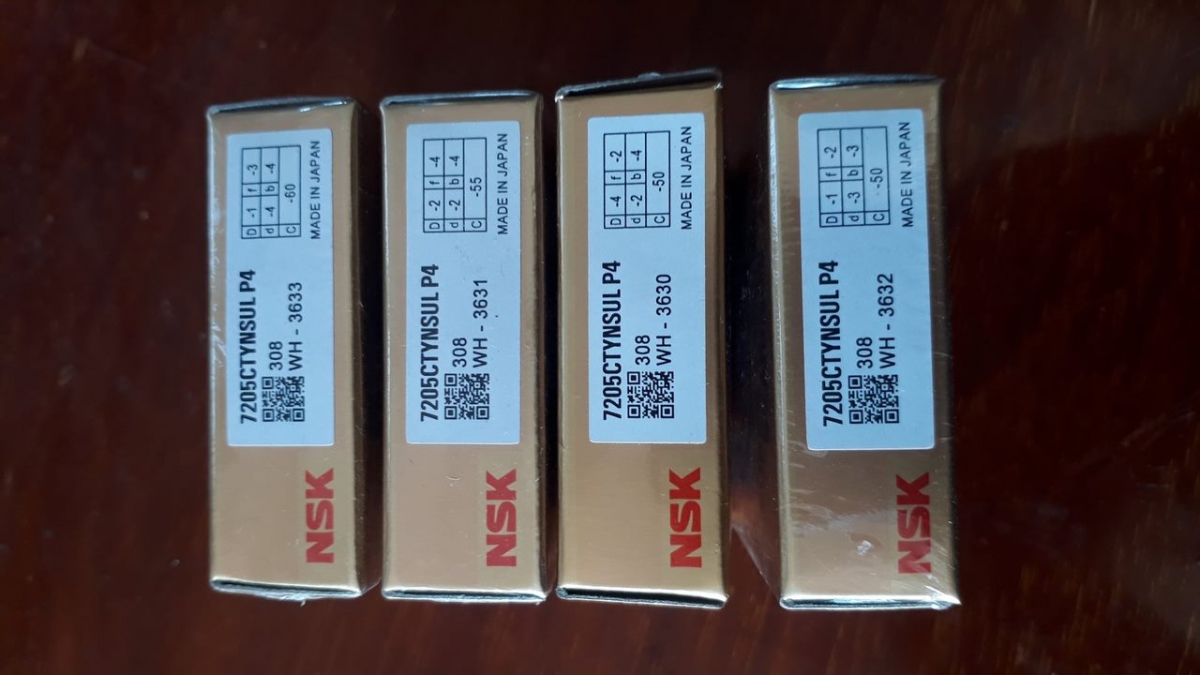 7205CTYNSUL P4
308
WH - 3633
D -1 f -3
d -4 b -4
C -60
MADE IN JAPAN
NSK
7205CTYNSUL P4
308
WH - 3631
D -2 f -4
d -2 b -4
C -55
MADE IN JAPAN
NSK
7205CTYNSUL P4
308
WH - 3630
D -4 f -2
d -2 b -4
C -50
MADE IN JAPAN
NSK
7205CTYNSUL P4
308
WH - 3632
D -1 f -2
d -3 b -3
C -50
MADE IN JAPAN
NSK